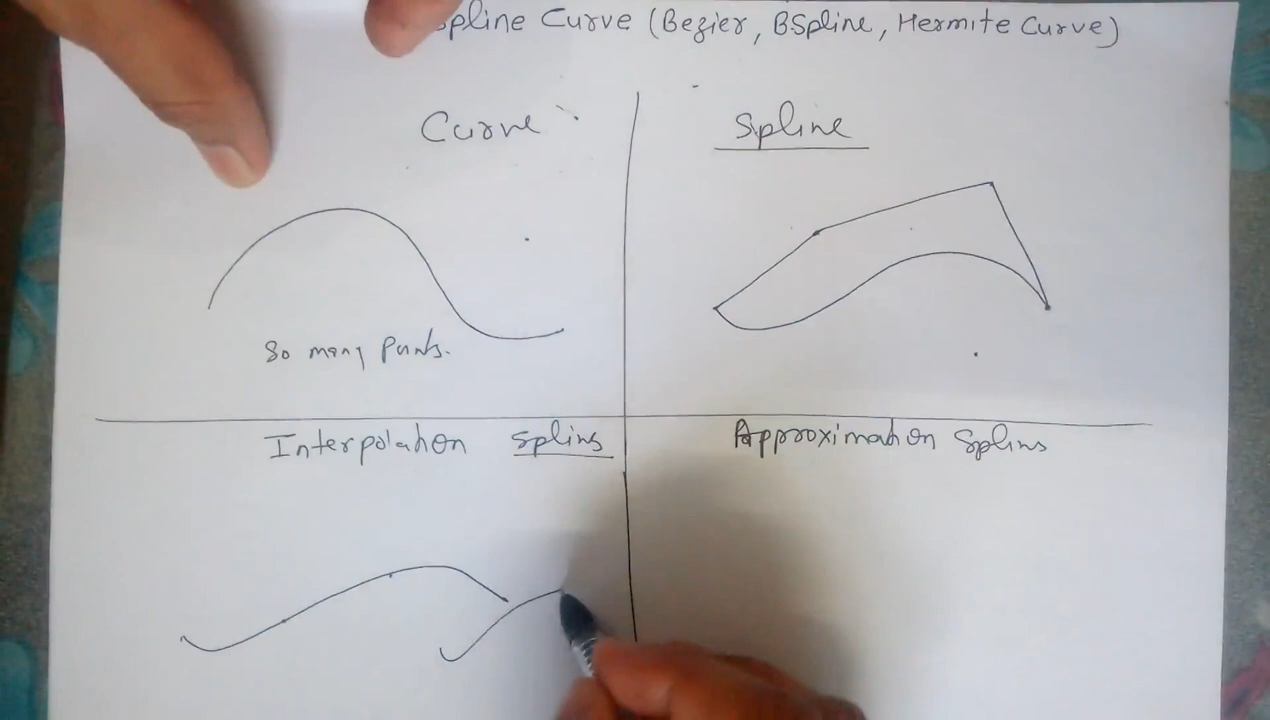 pline Curve (Bezier, BSpline, Hermite Curve)
Curve
Spline
So many Points.
Interpolation Splins
Approximation Splins